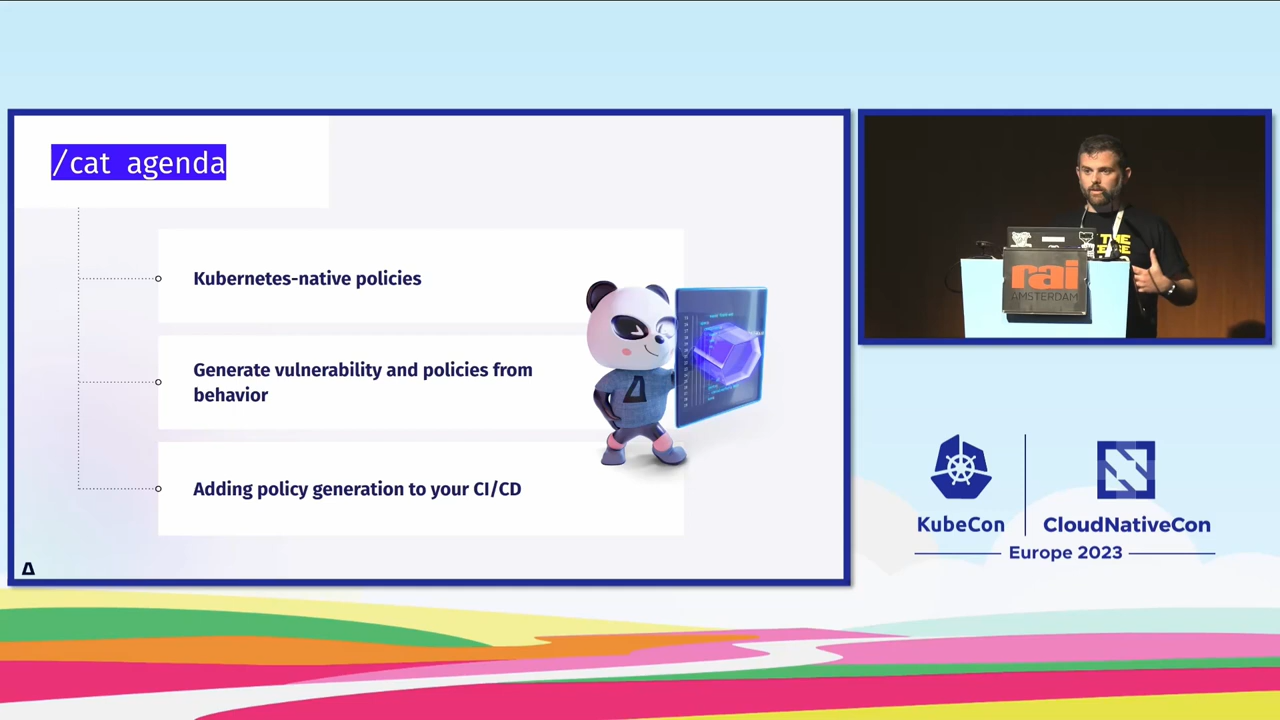 /cat agenda
Kubernetes-native policies
Generate vulnerability and policies from
behavior
Adding policy generation to your CI/CD
THE
rai
AMSTERDAM
KubeCon
CloudNativeCon
Europe 2023